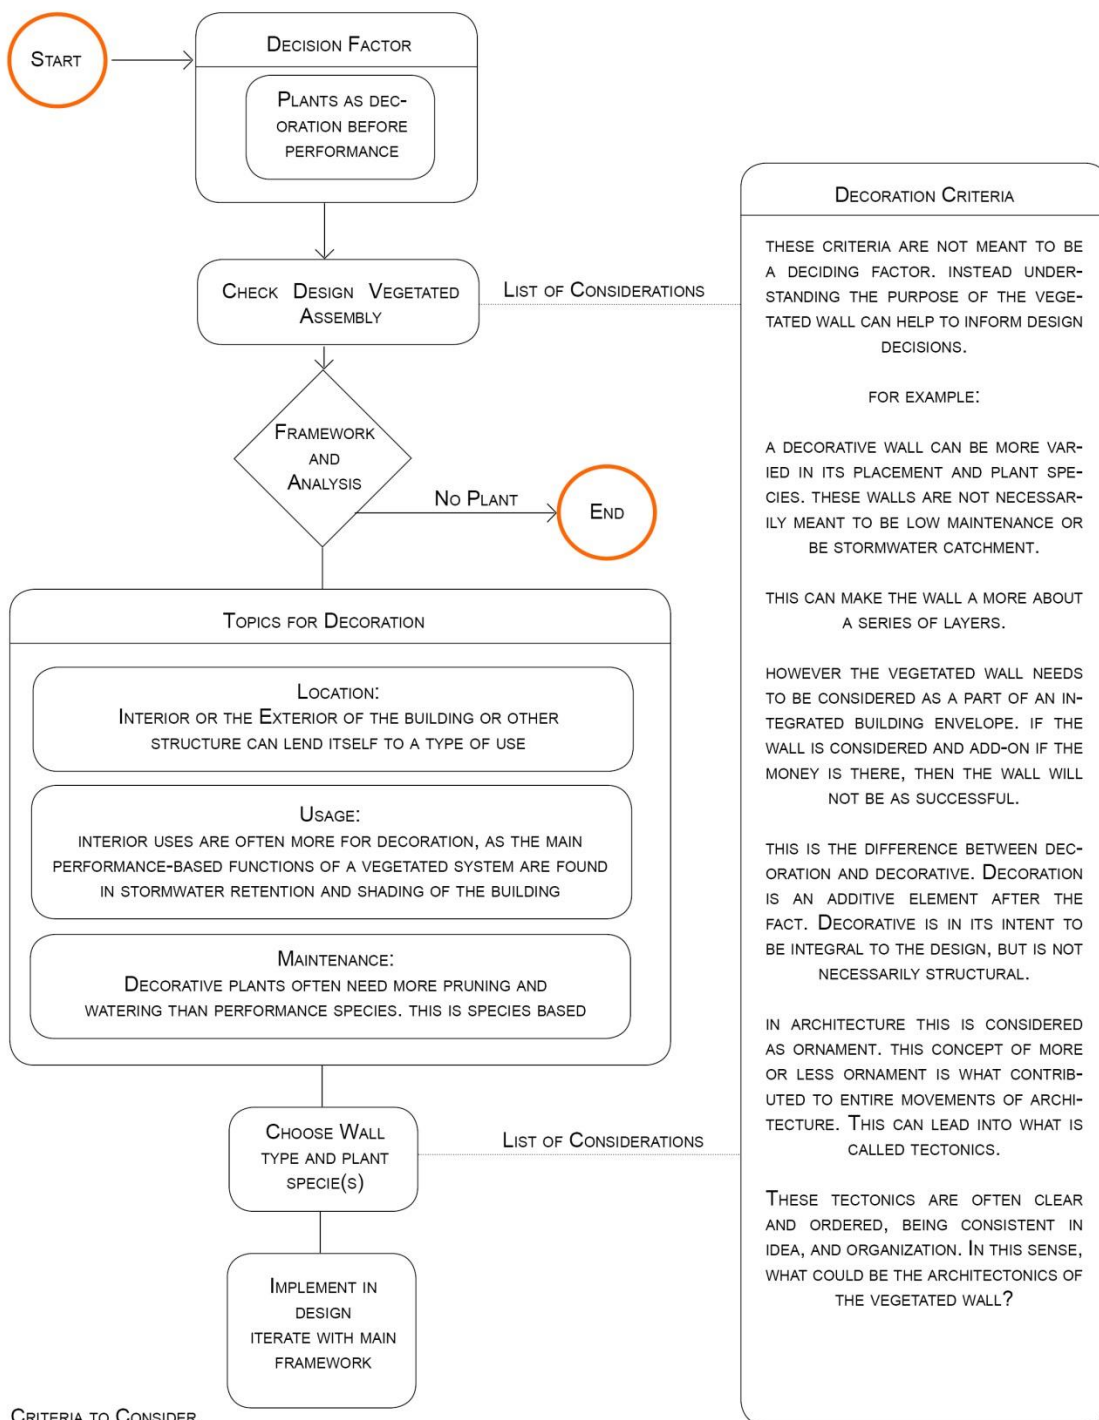 Start
Decision Factor
Plants as dec-
oration before
performance
Check Design Vegetated
Assembly
List of Considerations
Framework
and
Analysis
No Plant
End
Topics for Decoration
Location:
Interior or the Exterior of the building or other
structure can lend itself to a type of use
Usage:
interior uses are often more for decoration, as the main
performance-based functions of a vegetated system are found
in stormwater retention and shading of the building
Maintenance:
Decorative plants often need more pruning and
watering than performance species. this is species based
Choose Wall
type and plant
specie(s)
List of Considerations
Implement in
design
iterate with main
framework
Decoration Criteria
these criteria are not meant to be
a deciding factor. instead under-
standing the purpose of the vege-
tated wall can help to inform design
decisions.
for example:
a decorative wall can be more var-
ied in its placement and plant spe-
cies. these walls are not necessar-
ily meant to be low maintenance or
be stormwater catchment.
this can make the wall a more about
a series of layers.
however the vegetated wall needs
to be considered as a part of an in-
tegrated building envelope. if the
wall is considered and add-on if the
money is there, then the wall will
not be as successful.
this is the difference between dec-
oration and decorative. Decoration
is an additive element after the
fact. Decorative is in its intent to
be integral to the design, but is not
necessarily structural.
in architecture this is considered
as ornament. this concept of more
or less ornament is what contrib-
uted to entire movements of archi-
tecture. This can lead into what is
called tectonics.
These tectonics are often clear
and ordered, being consistent in
idea, and organization. In this sense,
what could be the architectonics of
the vegetated wall?
Criteria to Consider